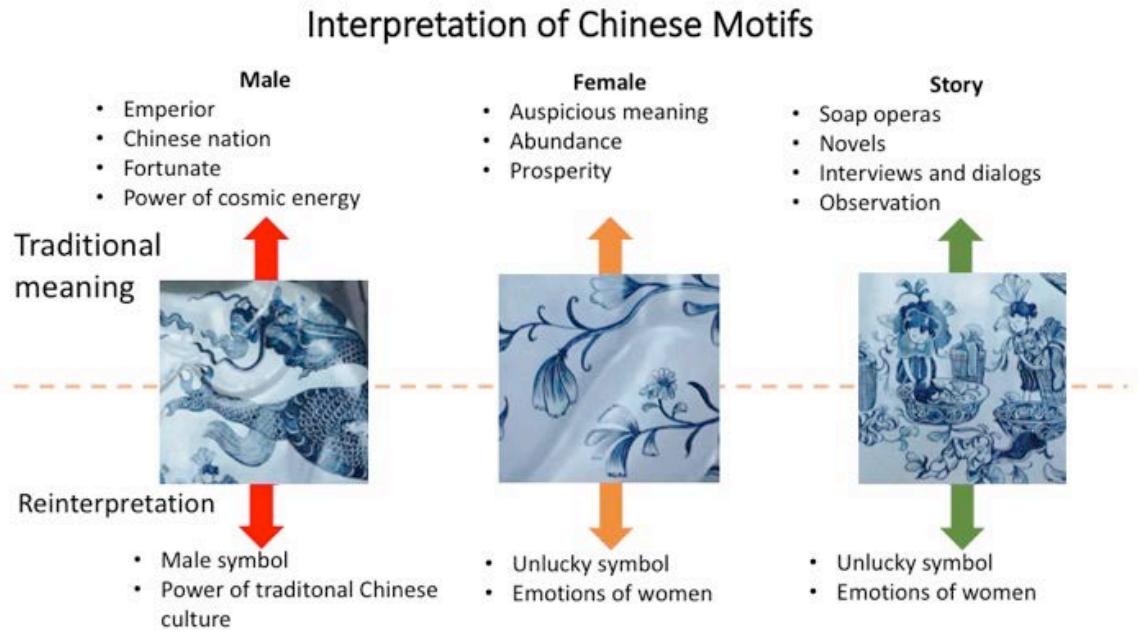 Interpretation of Chinese Motifs
Male
• Emperior
• Chinese nation
• Fortunate
• Power of cosmic energy
Female
• Auspicious meaning
• Abundance
• Prosperity
Story
• Soap operas
• Novels
• Interviews and dialogs
• Observation
Traditional
meaning
Reinterpretation
• Male symbol
• Power of traditonal Chinese
culture
• Unlucky symbol
• Emotions of women
• Unlucky symbol
• Emotions of women